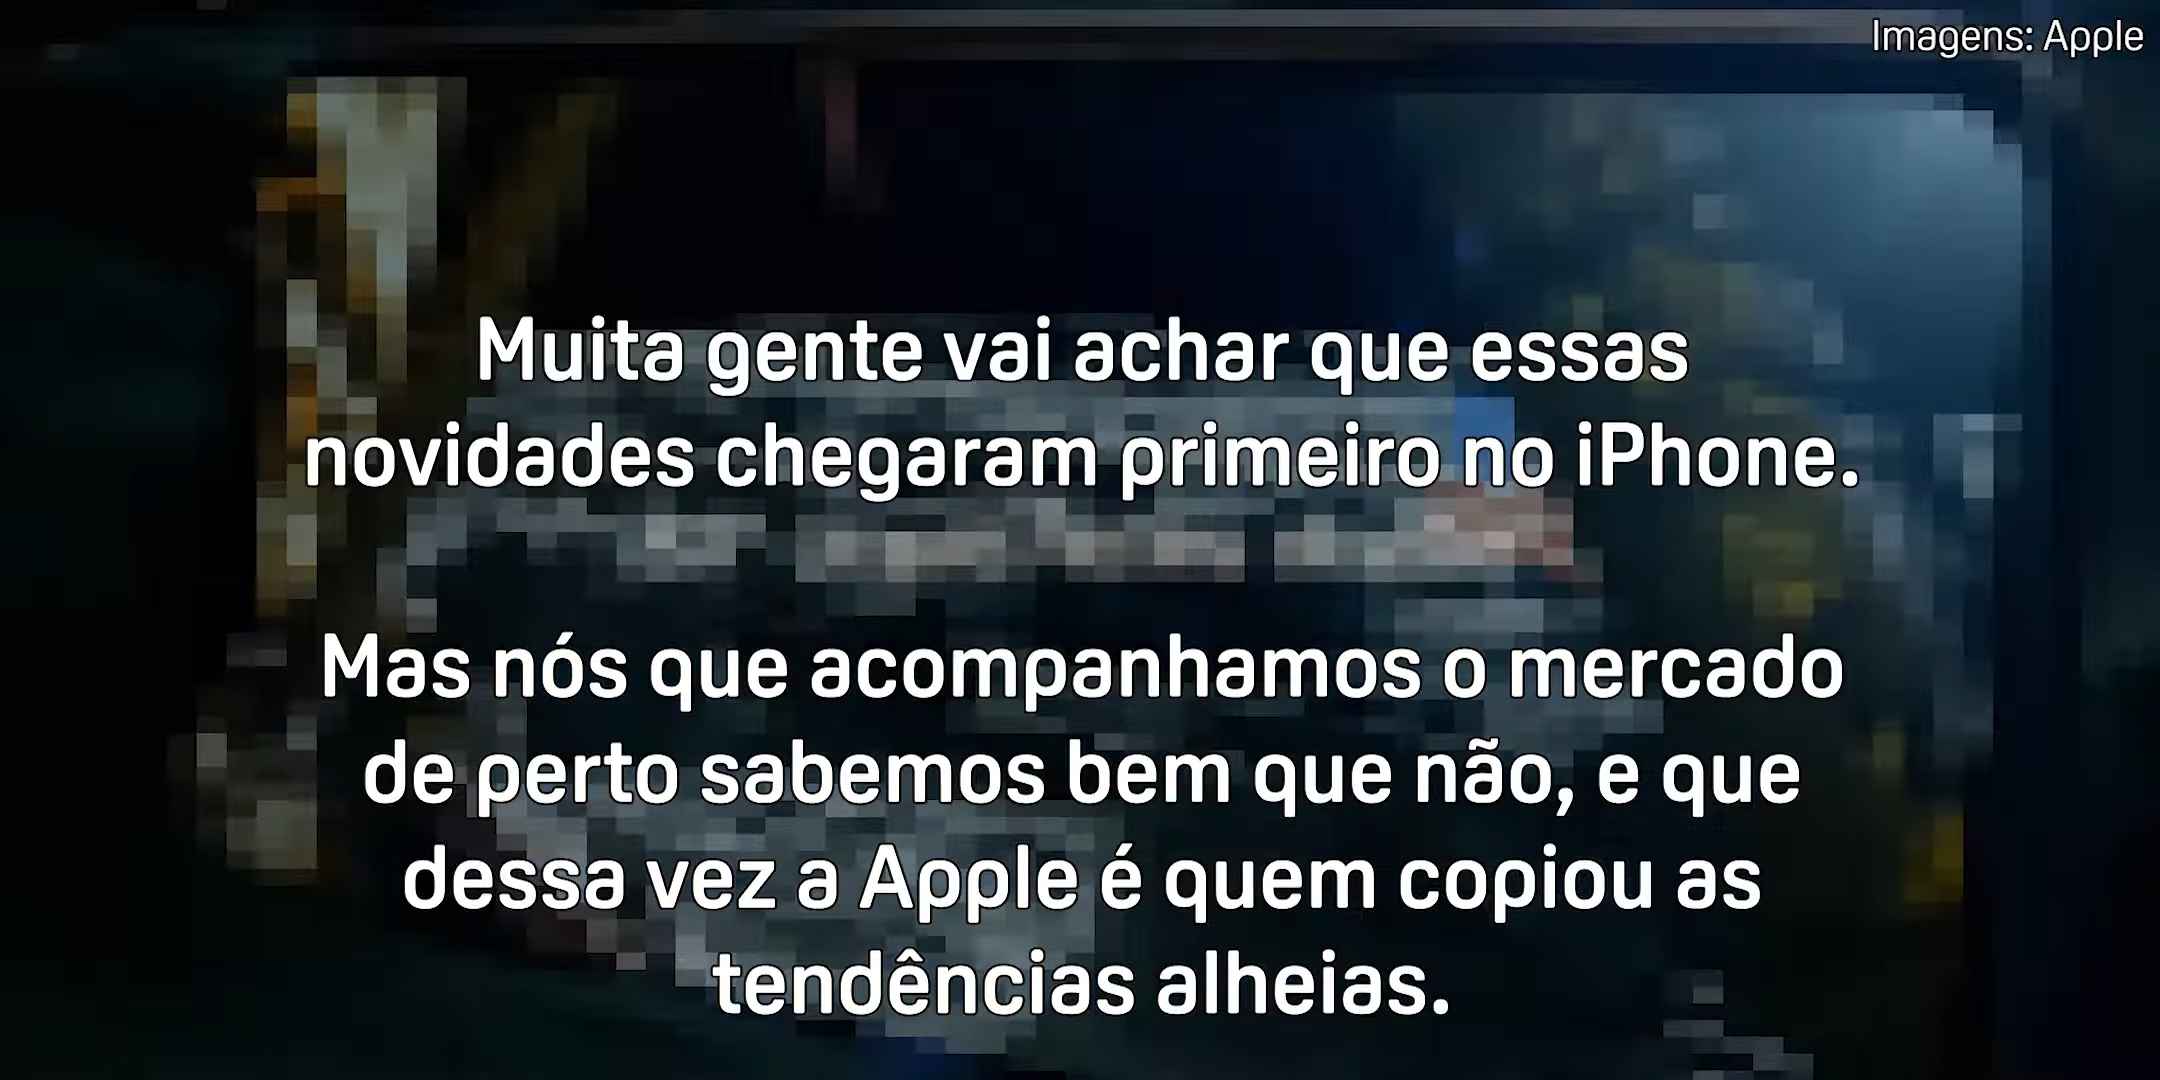 Imagens: Apple
Muita gente vai achar que essas
novidades chegaram primeiro no iPhone.
Mas nós que acompanhamos o mercado
de perto sabemos bem que não, e que
dessa vez a Apple é quem copiou as
tendências alheias.